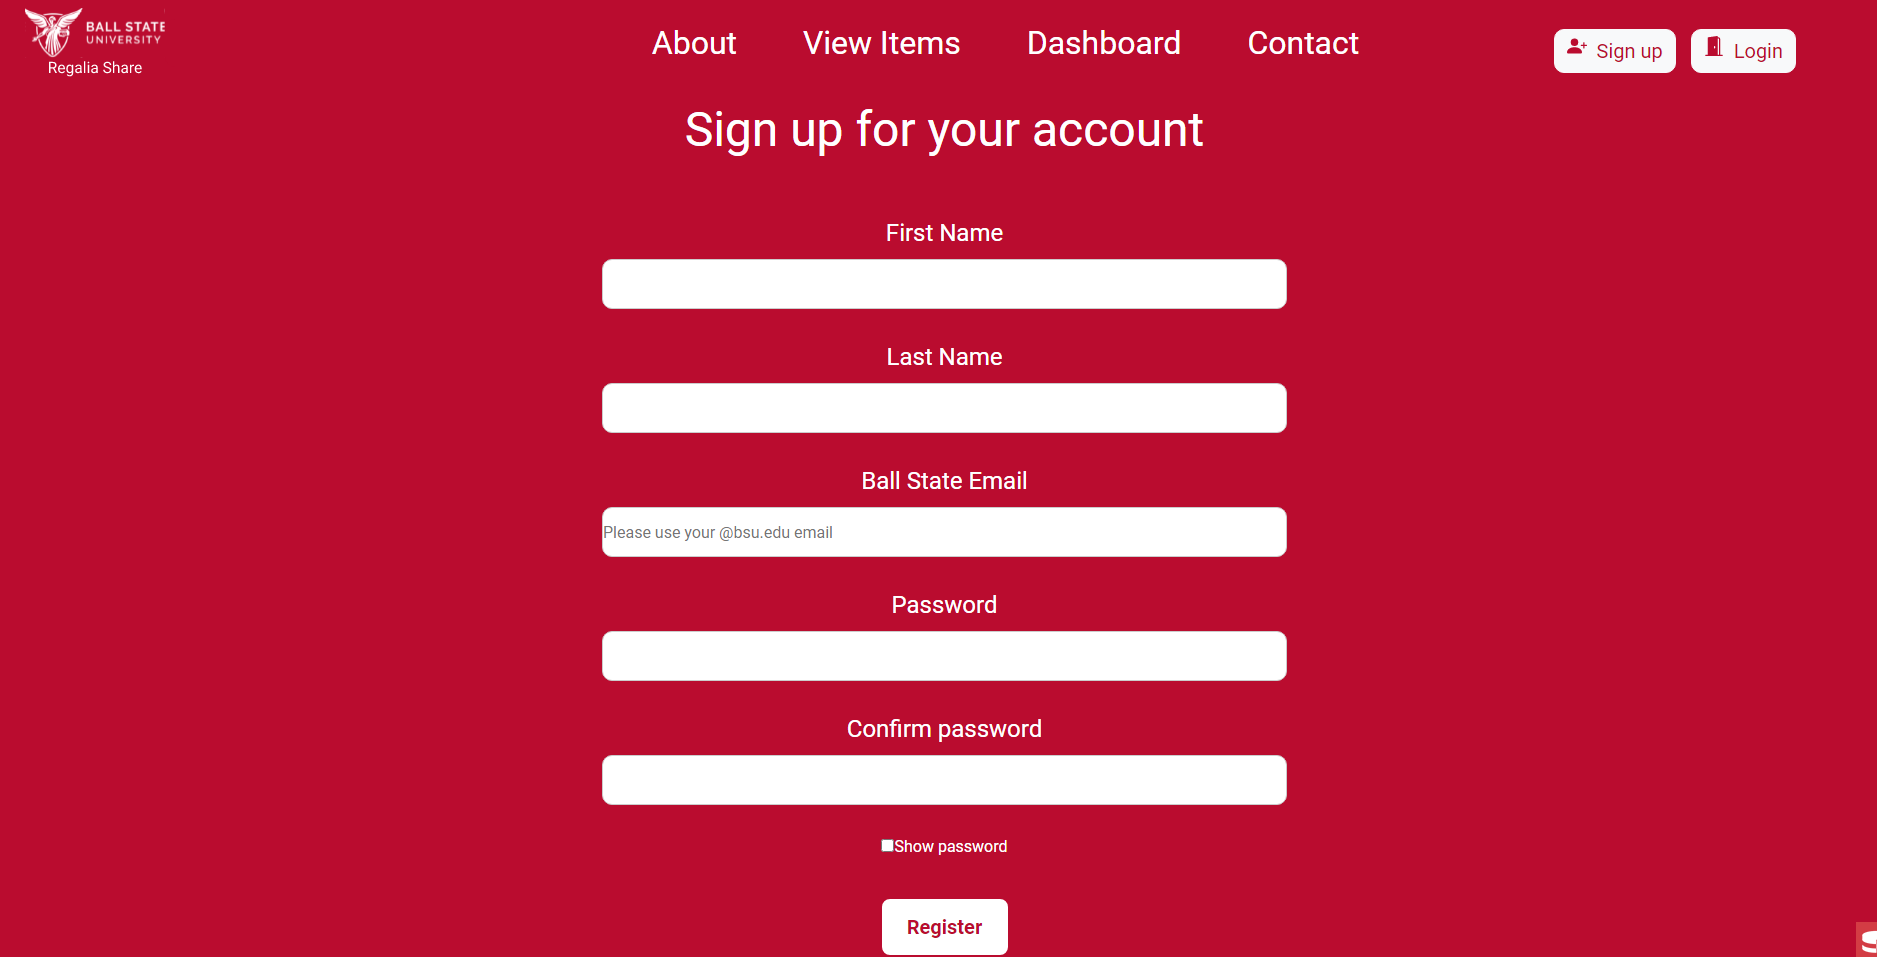 BALL STATE
UNIVERSITY
Regalia Share
About View Items Dashboard Contact
Sign up Login
Sign up for your account
First Name
Last Name
Ball State Email
Please use your @bsu.edu email
Password
Confirm password
Show password
Register